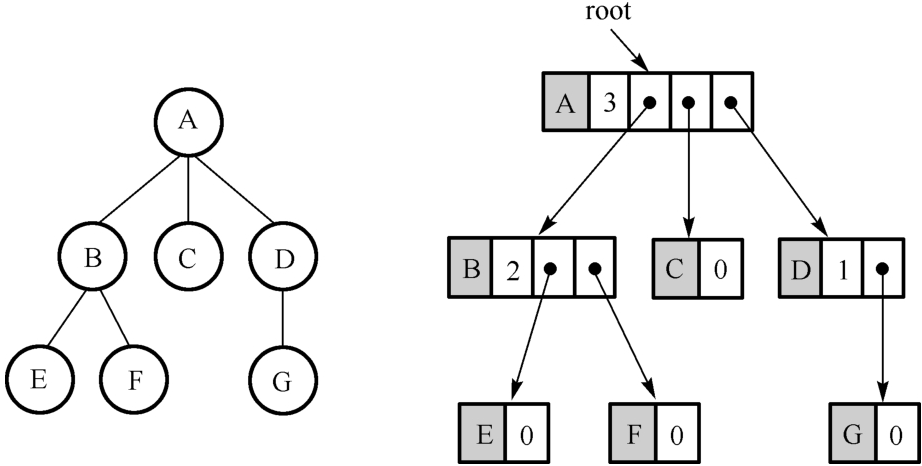 root
A
A 3
B C D
B 2
C 0
D 1
E F G
E 0
F 0
G 0